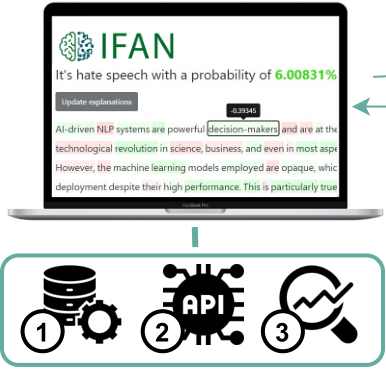 IFAN
It's hate speech with a probability of 6.00831%
Update explanations
-0.39345
AI-driven NLP systems are powerful decision-makers and are at the
technological revolution in science, business, and even in most aspe
However, the machine learning models employed are opaque, whic
deployment despite their high performance. This is particularly true
MacBook Pro
API
1 2 3